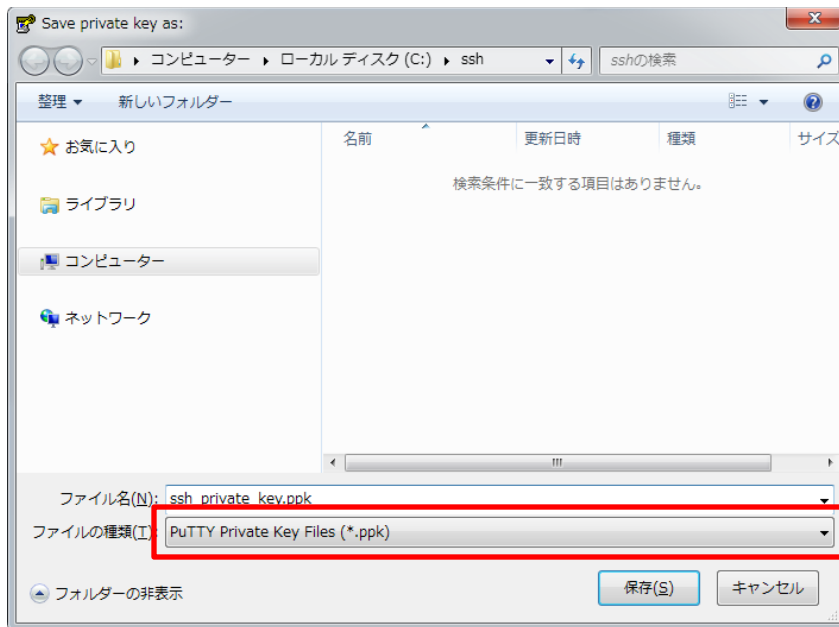 Save private key as:
コンピューター ローカル ディスク (C:) ssh sshの検索
整理 新しいフォルダー
お気に入り
ライブラリ
コンピューター
ネットワーク
名前 更新日時 種類 サイズ
検索条件に一致する項目はありません。
ファイル名(N): ssh_private_key.ppk
ファイルの種類(T): PuTTY Private Key Files (*.ppk)
フォルダーの非表示 保存(S) キャンセル